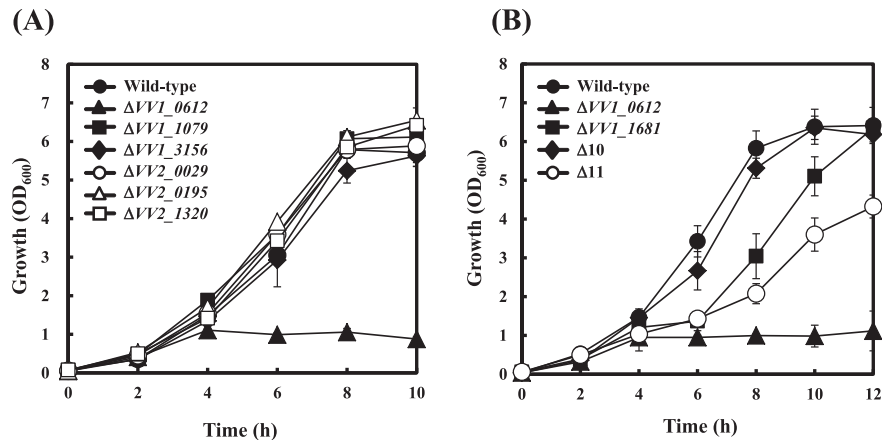 (A)
8
7
6
5
4
3
2
1
0
Growth (OD600)
Wild-type
ΔVV1_0612
ΔVV1_1079
ΔVV1_3156
ΔVV2_0029
ΔVV2_0195
ΔVV2_1320
0 2 4 6 8 10
Time (h)
(B)
8
7
6
5
4
3
2
1
0
Growth (OD600)
Wild-type
ΔVV1_0612
ΔVV1_1681
Δ10
Δ11
0 2 4 6 8 10 12
Time (h)